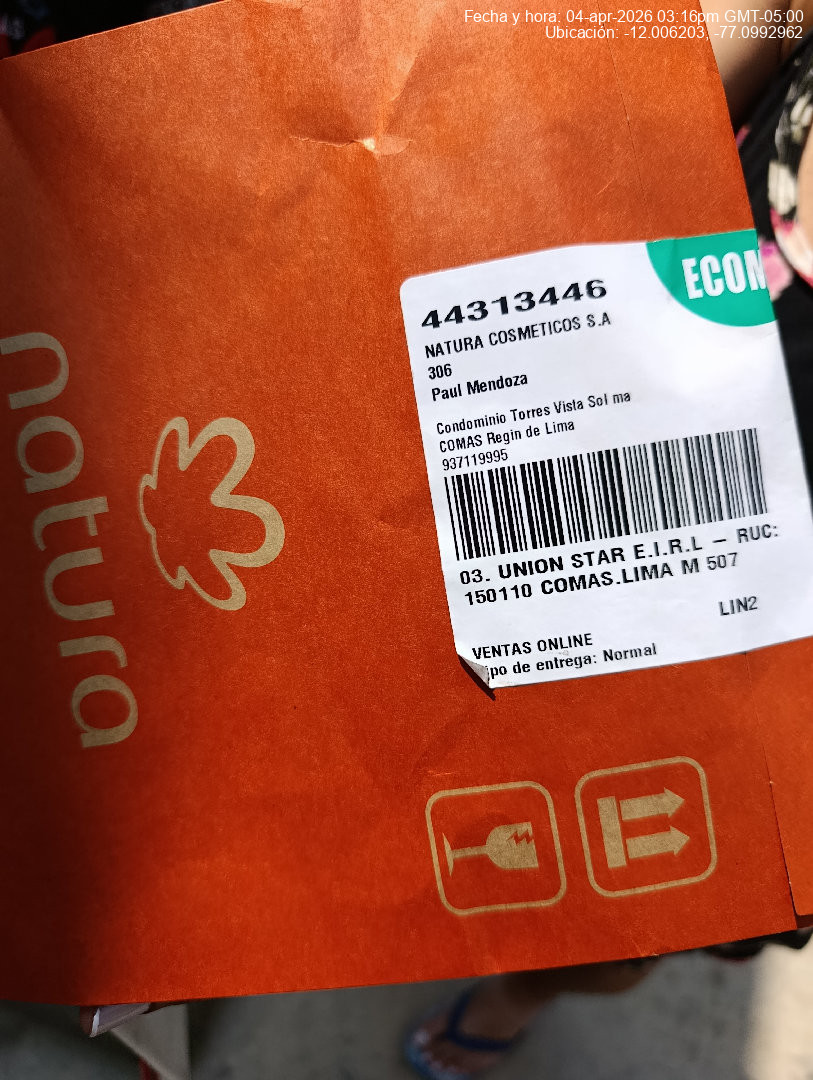 Fecha y hora: 04-apr-2026 03:16pm GMT-05:00
Ubicación: -12.006203, -77.0992962
natura
ECON
44313446
NATURA COSMETICOS S.A
306
Paul Mendoza
Condominio Torres Vista Sol ma
COMAS Regin de Lima
937119995
03. UNION STAR E.I.R.L – RUC:
150110 COMAS.LIMA M 507
LIN2
VENTAS ONLINE
ipo de entrega: Normal